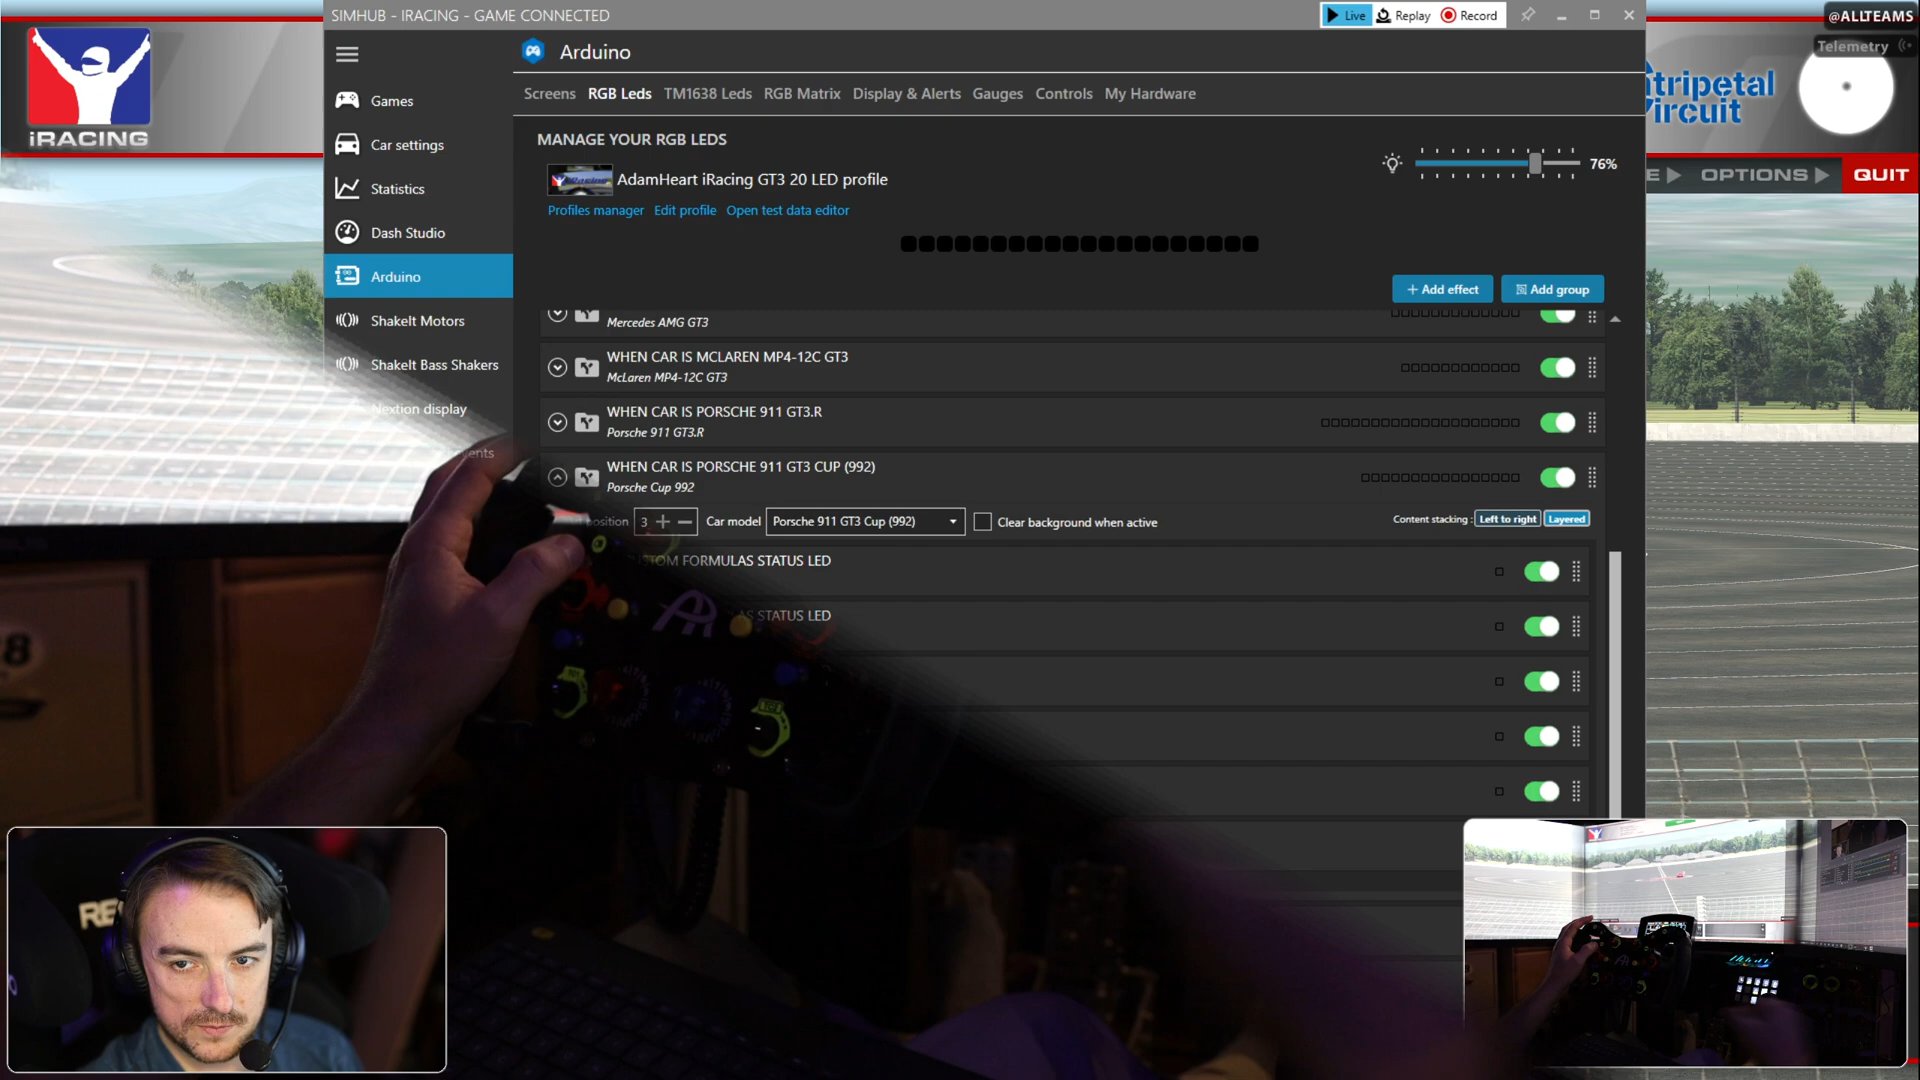 SIMHUB - IRACING - GAME CONNECTED
Live
Replay
Record
@ALLTEAMS
Telemetry
iRACING
Arduino
Screens
RGB Leds
TM1638 Leds
RGB Matrix
Display & Alerts
Gauges
Controls
My Hardware
Games
Car settings
Statistics
Dash Studio
Arduino
ShakeIt Motors
ShakeIt Bass Shakers
Nextion display
MANAGE YOUR RGB LEDS
AdamHeart iRacing GT3 20 LED profile
Profiles manager
Edit profile
Open test data editor
76%
Add effect
Add group
Mercedes AMG GT3
WHEN CAR IS MCLAREN MP4-12C GT3
McLaren MP4-12C GT3
WHEN CAR IS PORSCHE 911 GT3.R
Porsche 911 GT3.R
WHEN CAR IS PORSCHE 911 GT3 CUP (992)
Porsche Cup 992
position
3
Car model
Porsche 911 GT3 Cup (992)
Clear background when active
Content stacking :
Left to right
Layered
FORMULAS STATUS LED
STATUS LED
OPTIONS
QUIT